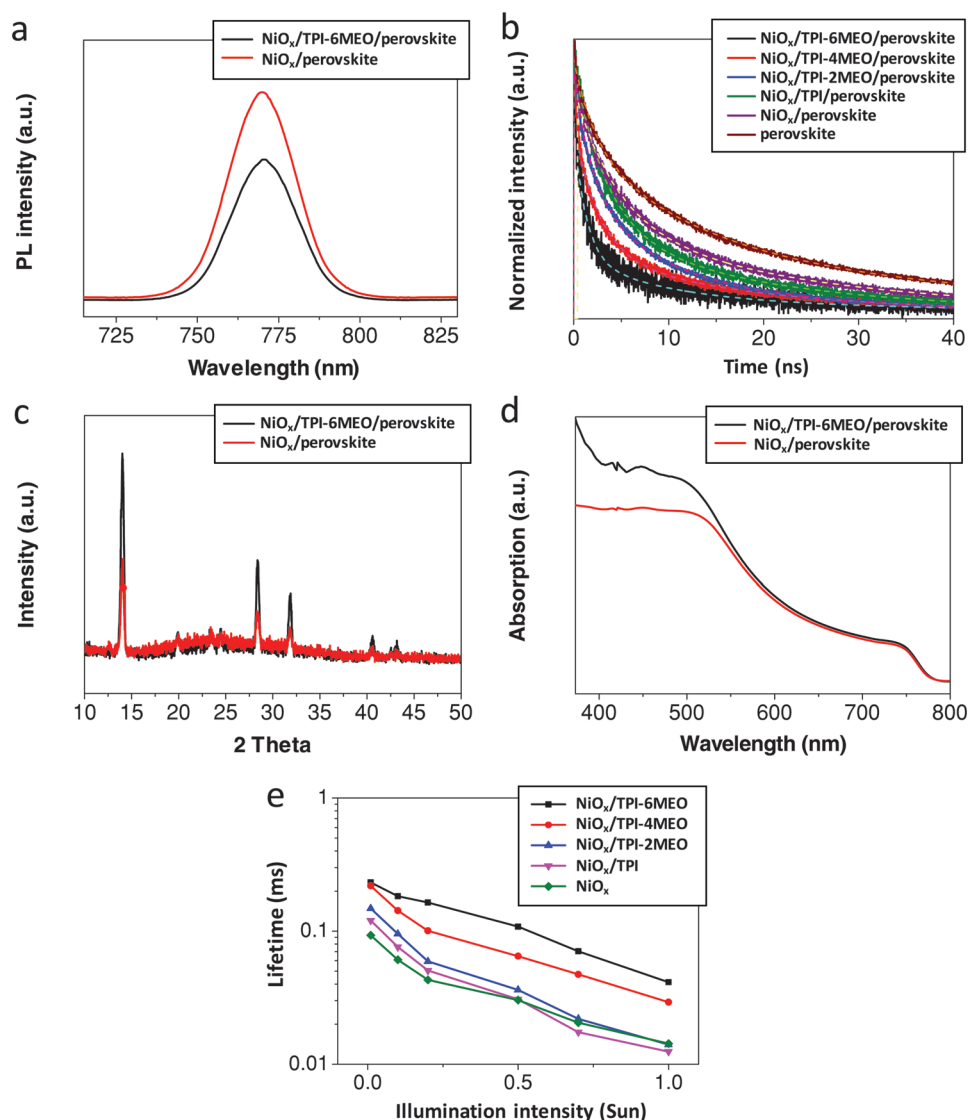 a
NiOₓ/TPI-6MEO/perovskite
NiOₓ/perovskite
PL intensity (a.u.)
725 750 775 800 825
Wavelength (nm)
b
NiOₓ/TPI-6MEO/perovskite
NiOₓ/TPI-4MEO/perovskite
NiOₓ/TPI-2MEO/perovskite
NiOₓ/TPI/perovskite
NiOₓ/perovskite
perovskite
Normalized intensity (a.u.)
0 10 20 30 40
Time (ns)
c
NiOₓ/TPI-6MEO/perovskite
NiOₓ/perovskite
Intensity (a.u.)
10 15 20 25 30 35 40 45 50
2 Theta
d
NiOₓ/TPI-6MEO/perovskite
NiOₓ/perovskite
Absorption (a.u.)
400 500 600 700 800
Wavelength (nm)
e
NiOₓ/TPI-6MEO
NiOₓ/TPI-4MEO
NiOₓ/TPI-2MEO
NiOₓ/TPI
NiOₓ
Lifetime (ms)
1
0.1
0.01
0.0 0.5 1.0
Illumination intensity (Sun)